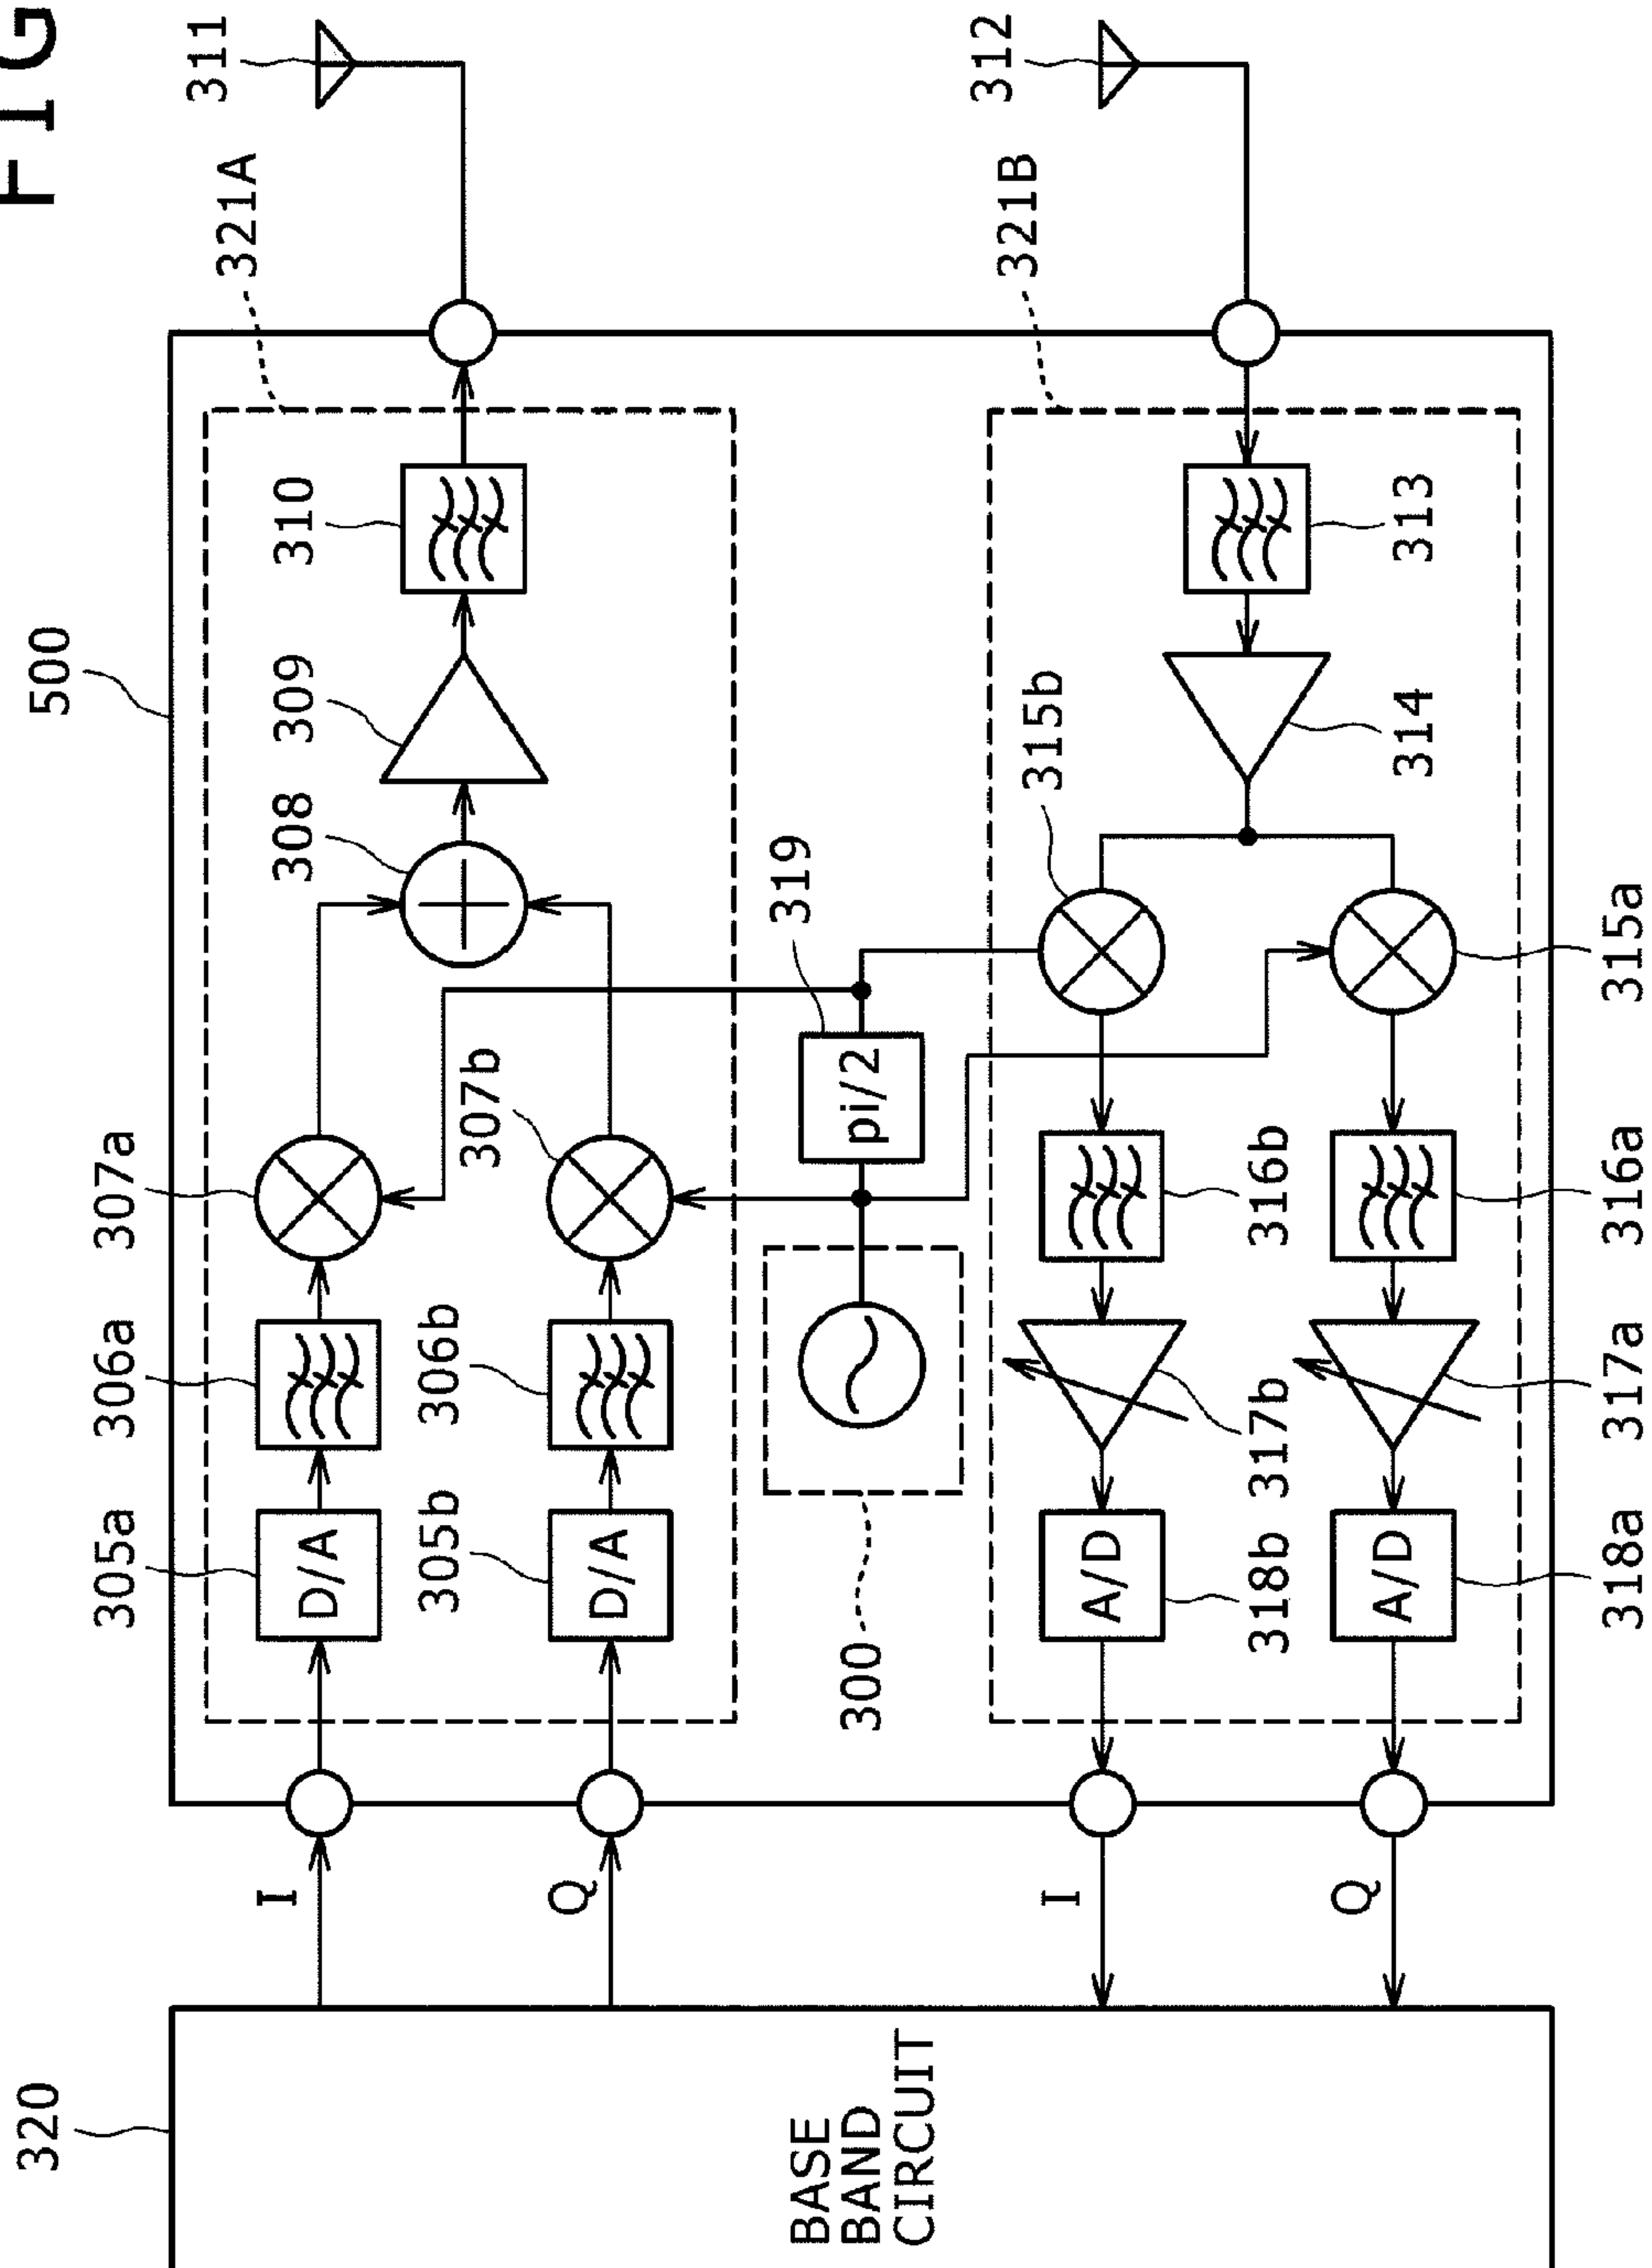 FIG
320
500
311
321A
310
309
308
307a
306a
305a
307b
306b
305b
D/A
D/A
I
Q
BASE
BAND
CIRCUIT
319
pi/2
300
312
321B
315b
313
314
315a
316b
316a
317b
317a
318b
318a
A/D
A/D
I
Q